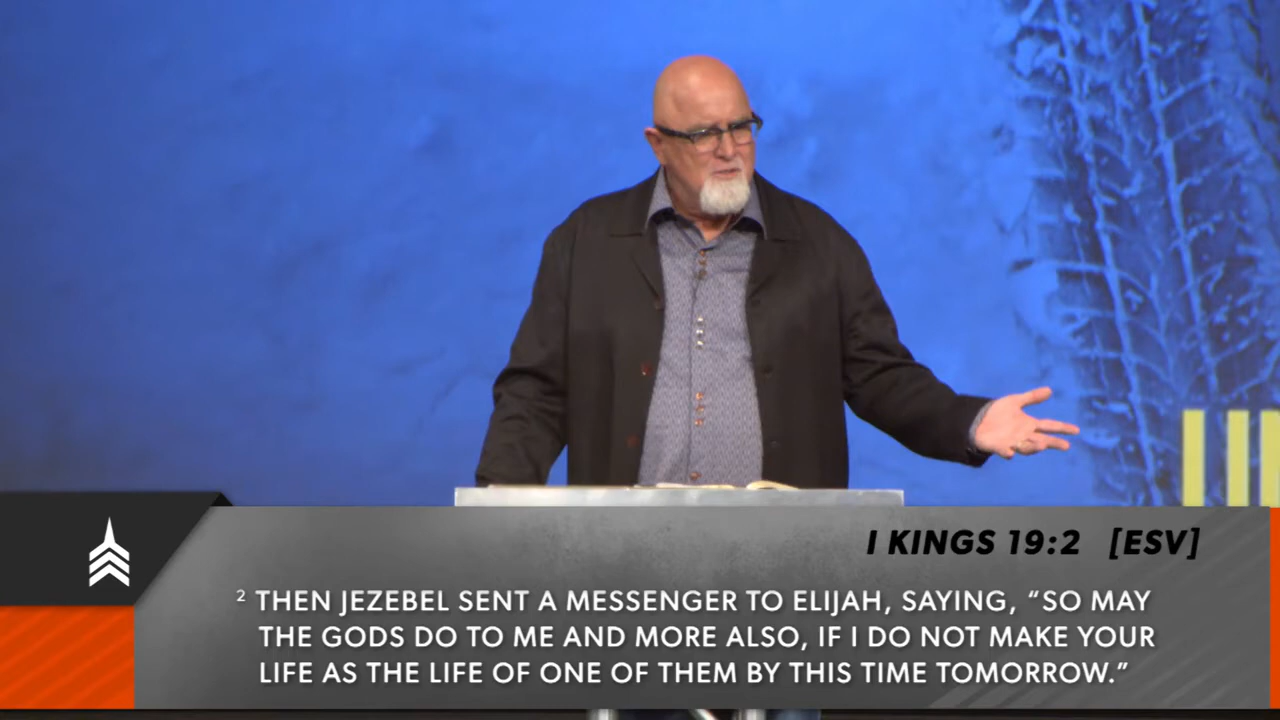 I KINGS 19:2 [ESV]
2 THEN JEZEBEL SENT A MESSENGER TO ELIJAH, SAYING, “SO MAY
THE GODS DO TO ME AND MORE ALSO, IF I DO NOT MAKE YOUR
LIFE AS THE LIFE OF ONE OF THEM BY THIS TIME TOMORROW.”